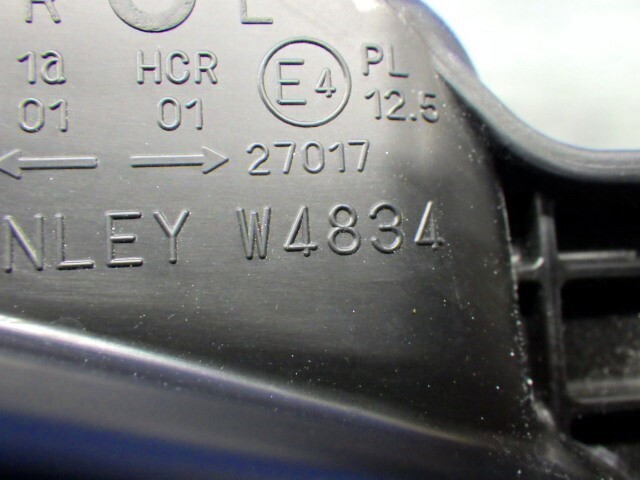 R L
1a HCR E4 PL
01 01 12.5
← → 27017
NLEY W4834